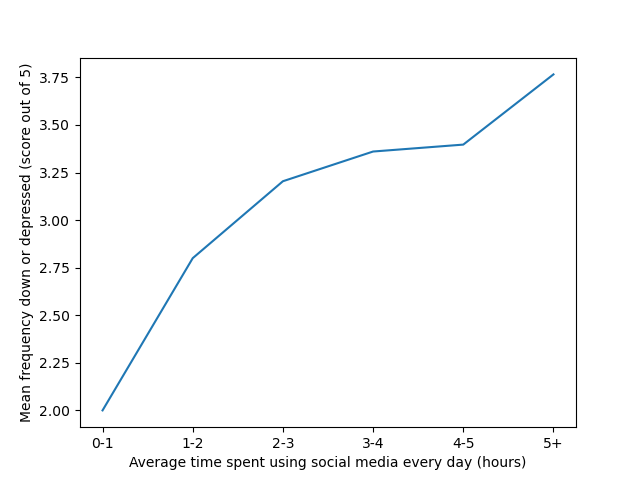 Mean frequency down or depressed (score out of 5)
3.75
3.50
3.25
3.00
2.75
2.50
2.25
2.00
0-1 1-2 2-3 3-4 4-5 5+
Average time spent using social media every day (hours)